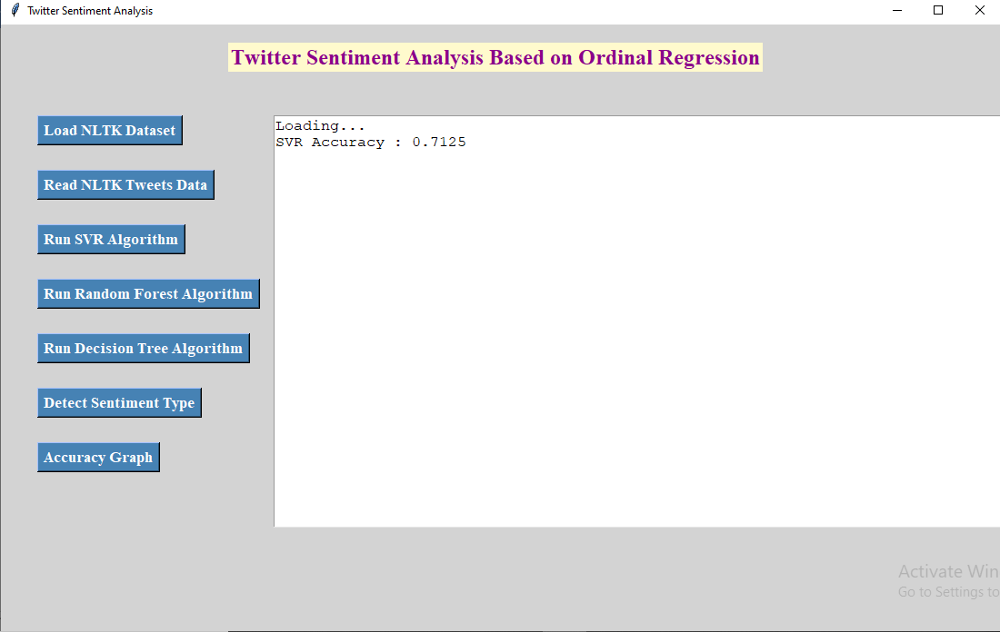 Twitter Sentiment Analysis
Twitter Sentiment Analysis Based on Ordinal Regression
Load NLTK Dataset
Read NLTK Tweets Data
Run SVR Algorithm
Run Random Forest Algorithm
Run Decision Tree Algorithm
Detect Sentiment Type
Accuracy Graph
Loading...
SVR Accuracy : 0.7125
Activate Win
Go to Settings to